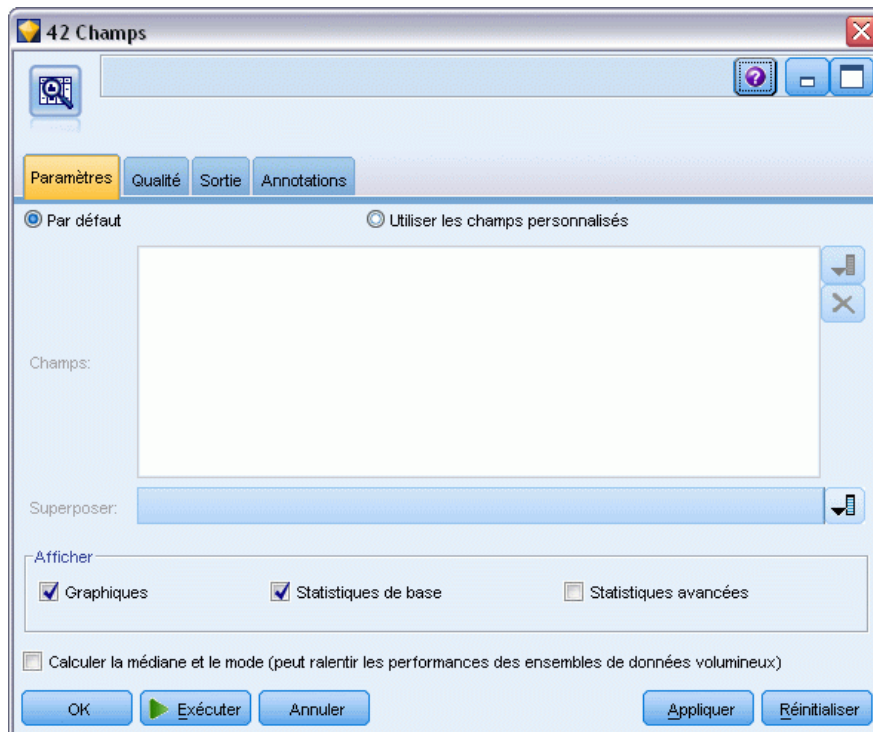 42 Champs
Paramètres Qualité Sortie Annotations
Par défaut Utiliser les champs personnalisés
Champs:
Superposer:
Afficher
Graphiques Statistiques de base Statistiques avancées
Calculer la médiane et le mode (peut ralentir les performances des ensembles de données volumineux)
OK Exécuter Annuler Appliquer Réinitialiser